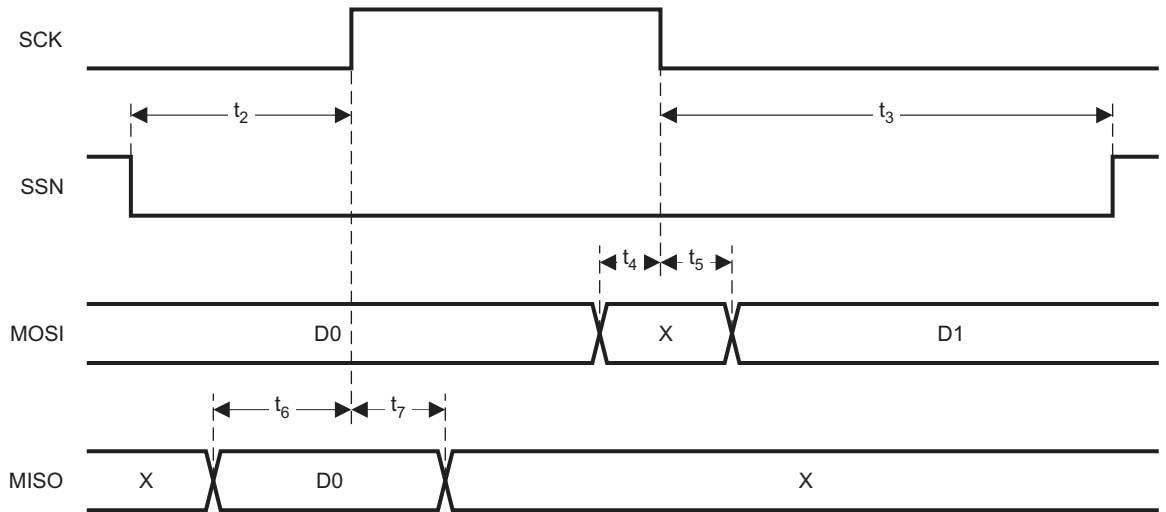 SCK
t₂
t₃
SSN
t₄
t₅
MOSI
D0
X
D1
t₆
t₇
MISO
X
D0
X